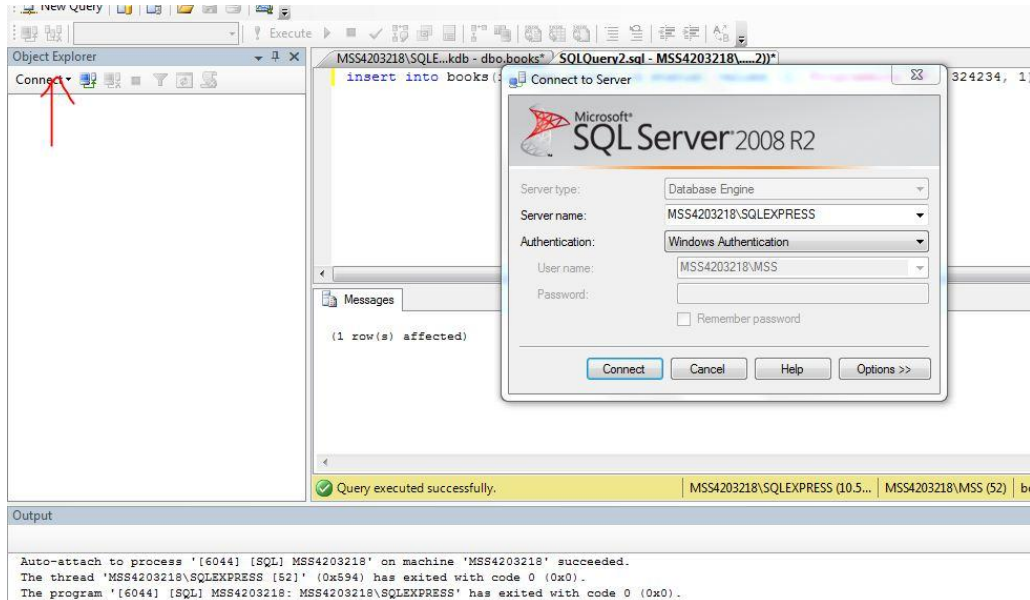 New Query
Execute
Object Explorer
Connect
MSS4203218\SQLE...kdb - dbo.books* SQLQuery2.sql - MSS4203218\.....2))*
insert into books( 324234, 1)
Connect to Server
Microsoft®
SQL Server® 2008 R2
Server type: Database Engine
Server name: MSS4203218\SQLEXPRESS
Authentication: Windows Authentication
User name: MSS4203218\MSS
Password:
Remember password
Connect Cancel Help Options >>
Messages
(1 row(s) affected)
Query executed successfully. MSS4203218\SQLEXPRESS (10.5... MSS4203218\MSS (52)
Output
Auto-attach to process '[6044] [SQL] MSS4203218' on machine 'MSS4203218' succeeded.
The thread 'MSS4203218\SQLEXPRESS [52]' (0x594) has exited with code 0 (0x0).
The program '[6044] [SQL] MSS4203218: MSS4203218\SQLEXPRESS' has exited with code 0 (0x0).